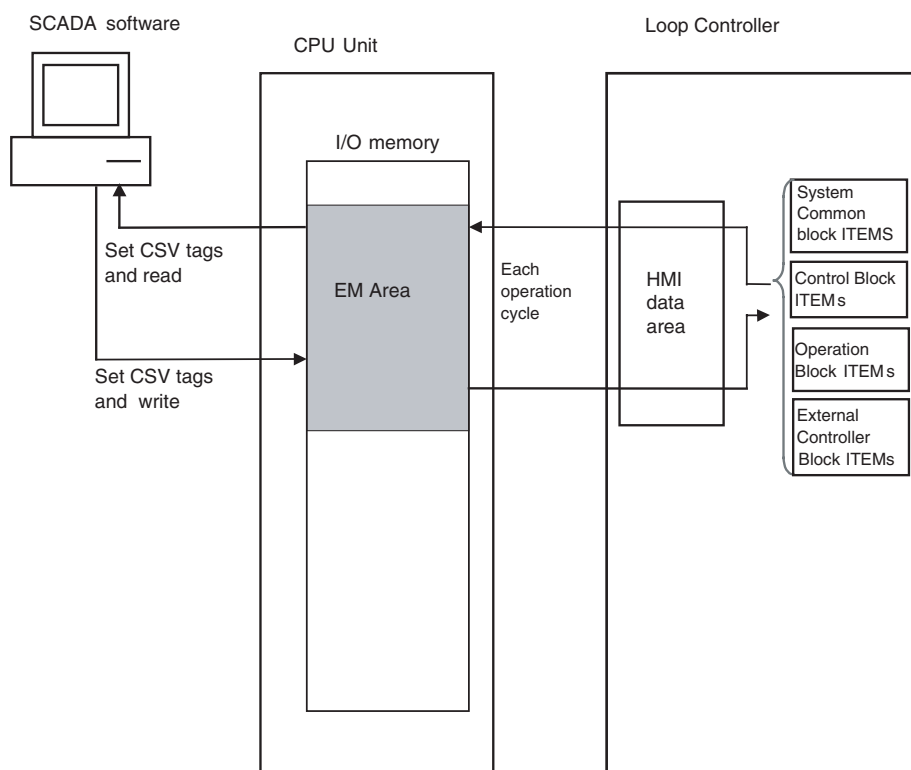 SCADA software
CPU Unit
Loop Controller
I/O memory
Set CSV tags
and read
EM Area
Set CSV tags
and write
Each
operation
cycle
HMI
data
area
System
Common
block ITEMS
Control Block
ITEMs
Operation
Block ITEMs
External
Controller
Block ITEMs